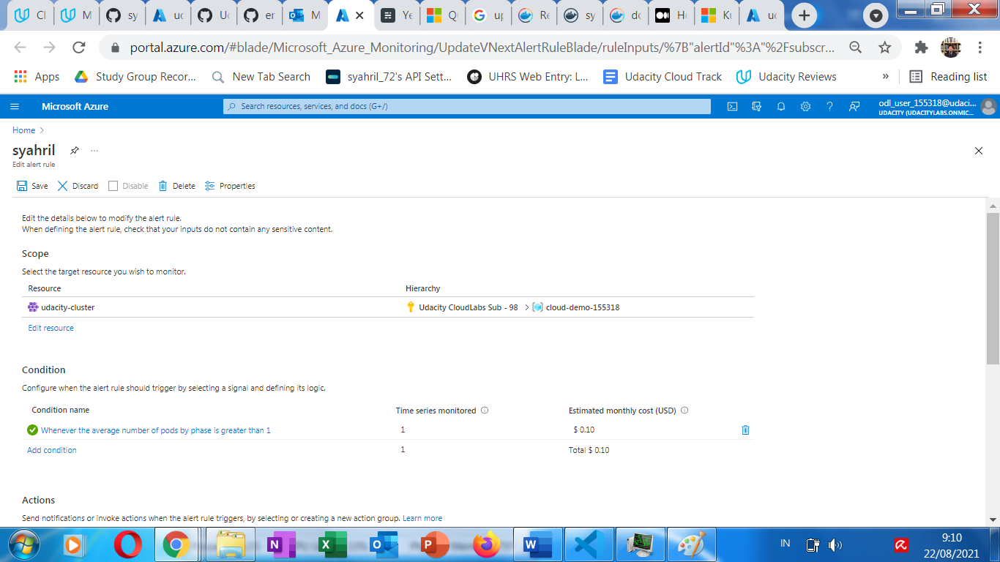 Cl
M
sy
uc
Uc
er
M
Ye
Q
up
Re
sy
do
Ho
Ku
uc
portal.azure.com/#blade/Microsoft_Azure_Monitoring/UpdateVNextAlertRuleBlade/ruleInputs/%7B"alertId"%3A"%2Fsubscr...
Apps
Study Group Recor...
New Tab Search
syahril_72's API Sett...
UHRS Web Entry: L...
Udacity Cloud Track
Udacity Reviews
»
Reading list
Microsoft Azure
Search resources, services, and docs (G+/)
odl_user_155318@udaci...
UDACITY (UDACITYLABS.ONMIC...
Home >
syahril
...
Edit alert rule
Save
Discard
Disable
Delete
Properties
Edit the details below to modify the alert rule.
When defining the alert rule, check that your inputs do not contain any sensitive content.
Scope
Select the target resource you wish to monitor.
Resource Hierarchy
udacity-cluster Udacity CloudLabs Sub - 98 > cloud-demo-155318
Edit resource
Condition
Configure when the alert rule should trigger by selecting a signal and defining its logic.
Condition name Time series monitored Estimated monthly cost (USD)
Whenever the average number of pods by phase is greater than 1 1 $ 0.10
Add condition 1 Total $ 0.10
Actions
Send notifications or invoke actions when the alert rule triggers, by selecting or creating a new action group. Learn more
IN
9:10
22/08/2021